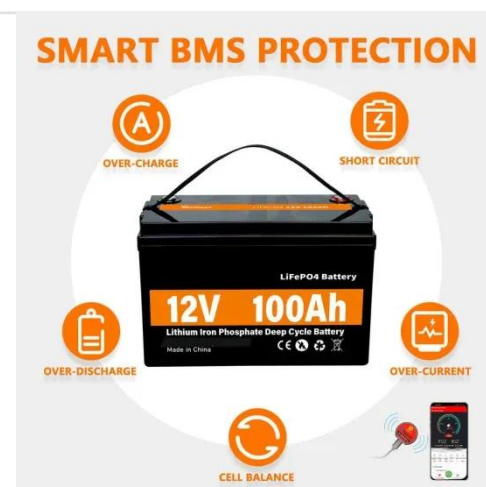 SMART BMS PROTECTION
OVER-CHARGE
SHORT CIRCUIT
LiFePO4 Battery
12V 100Ah
Lithium Iron Phosphate Deep Cycle Battery
Made in China
CE
OVER-DISCHARGE
OVER-CURRENT
CELL BALANCE